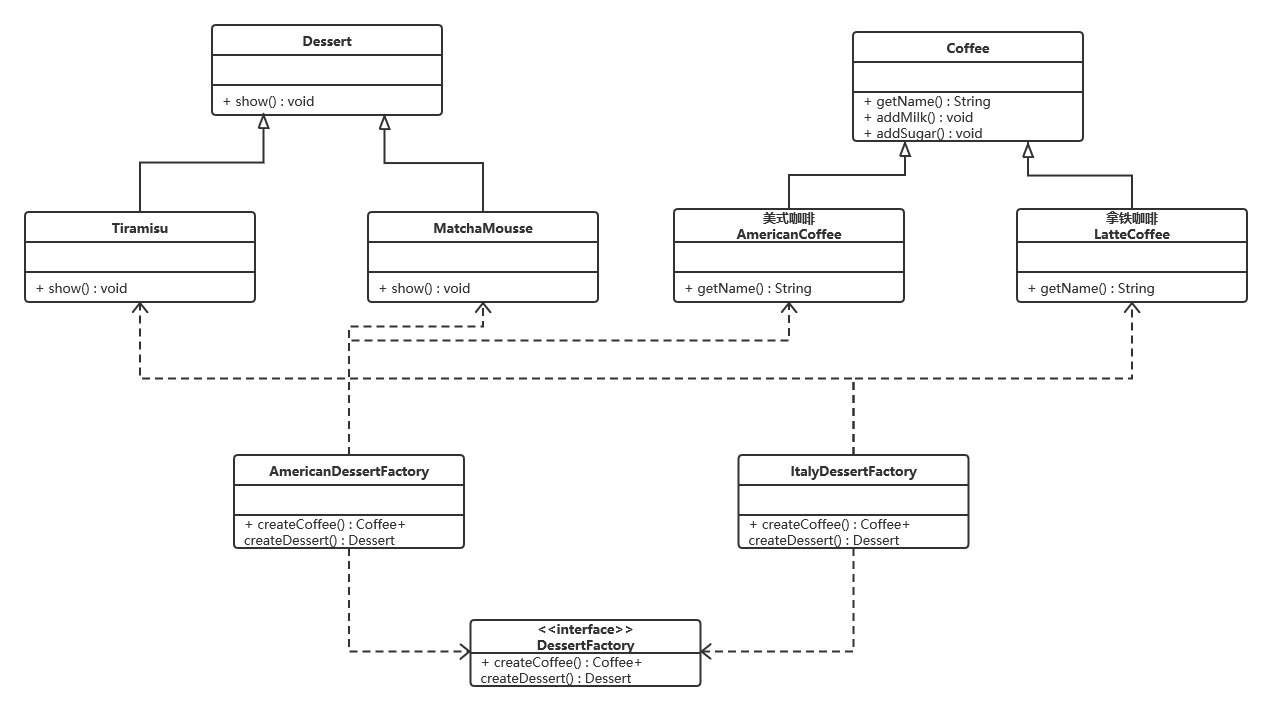 Dessert
+ show() : void
Coffee
+ getName() : String
+ addMilk() : void
+ addSugar() : void
Tiramisu
+ show() : void
MatchaMousse
+ show() : void
美式咖啡
AmericanCoffee
+ getName() : String
拿铁咖啡
LatteCoffee
+ getName() : String
AmericanDessertFactory
+ createCoffee() : Coffee+
createDessert() : Dessert
ItalyDessertFactory
+ createCoffee() : Coffee+
createDessert() : Dessert
<<interface>>
DessertFactory
+ createCoffee() : Coffee+
createDessert() : Dessert